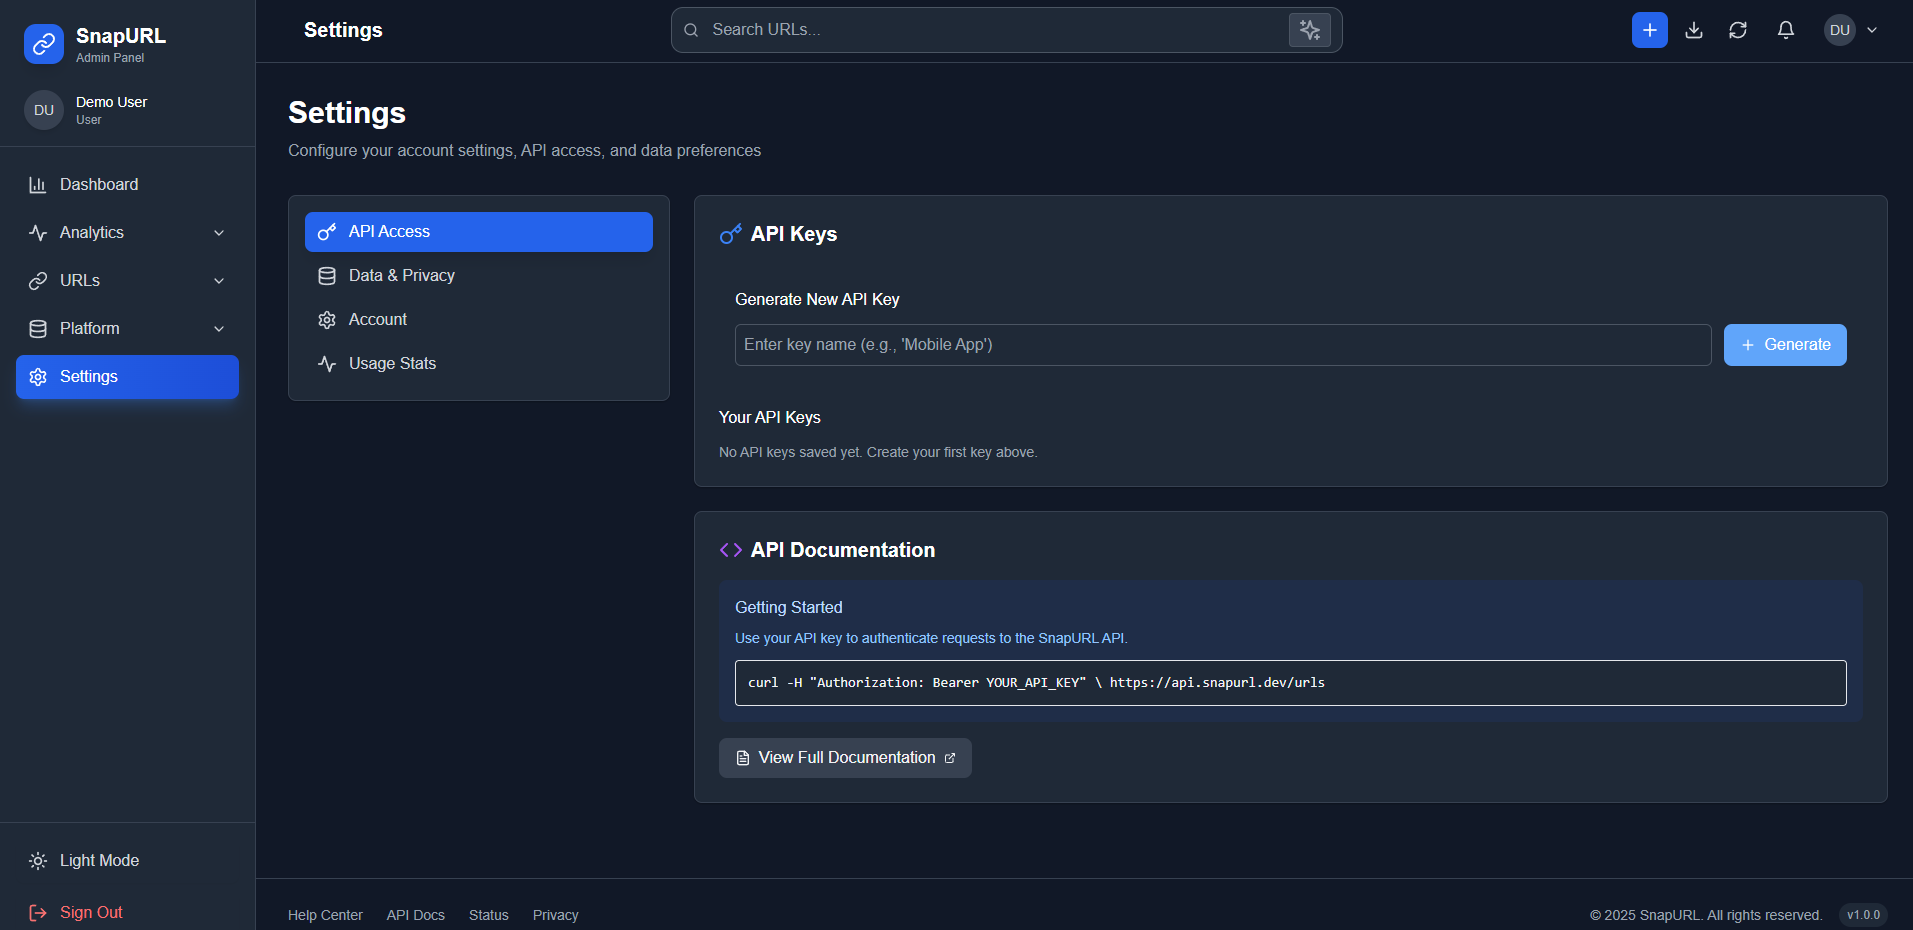 SnapURL
Admin Panel
DU
Demo User
User
Dashboard
Analytics
URLs
Platform
Settings
Light Mode
Sign Out
Settings
Search URLs...
DU
Settings
Configure your account settings, API access, and data preferences
API Access
Data & Privacy
Account
Usage Stats
API Keys
Generate New API Key
Enter key name (e.g., 'Mobile App')
Generate
Your API Keys
No API keys saved yet. Create your first key above.
API Documentation
Getting Started
Use your API key to authenticate requests to the SnapURL API.
curl -H "Authorization: Bearer YOUR_API_KEY" \ https://api.snapurl.dev/urls
View Full Documentation
Help Center
API Docs
Status
Privacy
© 2025 SnapURL. All rights reserved.
v1.0.0